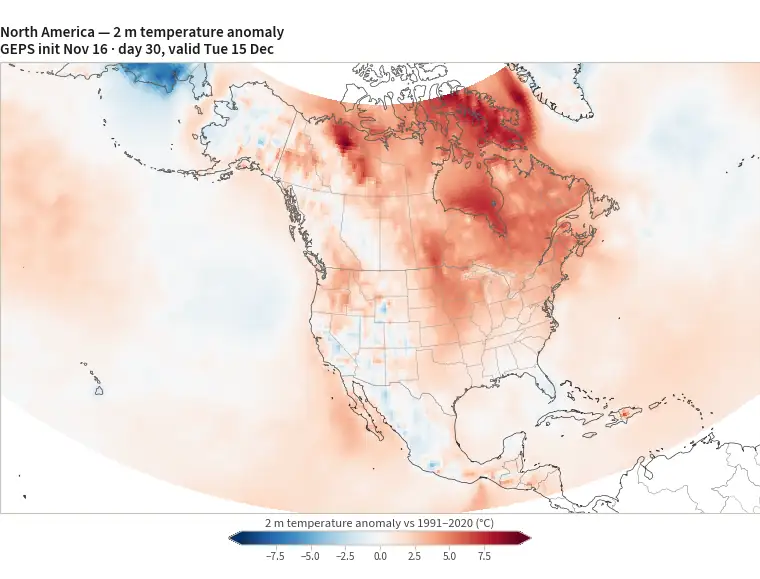 North America — 2 m temperature anomaly
GEPS init Nov 16 · day 30, valid Tue 15 Dec
2 m temperature anomaly vs 1991–2020 (°C)
−7.5 −5.0 −2.5 0.0 2.5 5.0 7.5